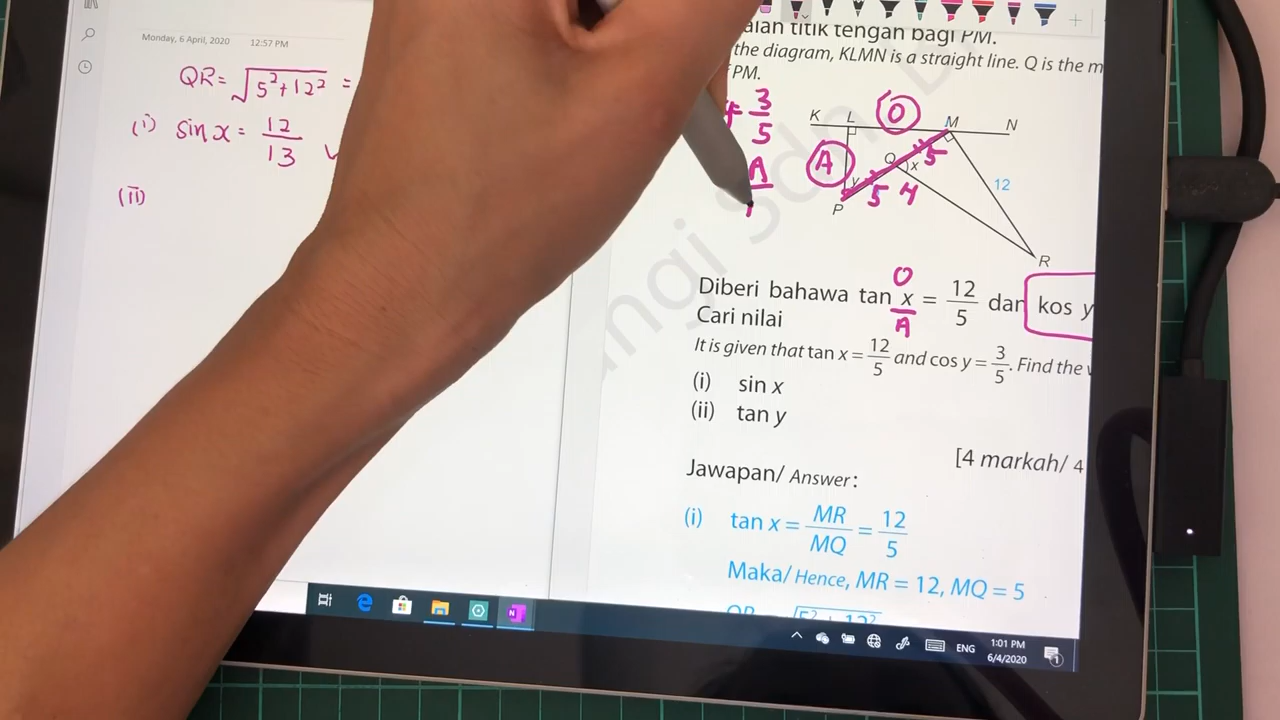 Monday, 6 April, 2020 12:57 PM
QR = √5²+12² =
(i) sin x = 12/13
(ii)
alah titik tengah bagi PM.
the diagram, KLMN is a straight line. Q is the m
PM.
3/5
A
K L O M N
A Q x 5
y 5 4 12
P
R
O
Diberi bahawa tan x = 12/5 dan kos y
A
Cari nilai
It is given that tan x = 12/5 and cos y = 3/5. Find the v
(i) sin x
(ii) tan y
[4 markah/ 4
Jawapan/ Answer:
(i) tan x = MR/MQ = 12/5
Maka/ Hence, MR = 12, MQ = 5
ENG 1:01 PM
6/4/2020